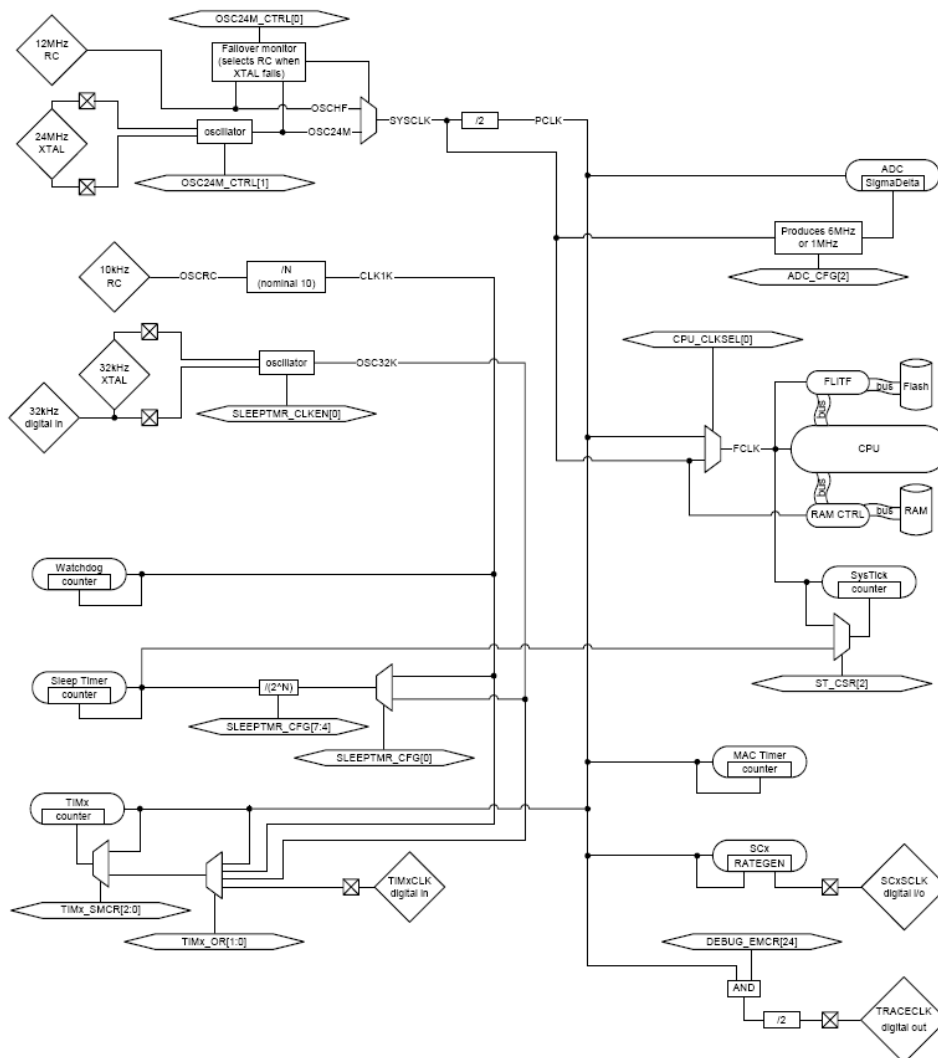 OSC24M_CTRL[0]
12MHz
RC
Failover monitor
(selects RC when
XTAL fails)
OSCHF
SYSCLK
/2
PCLK
24MHz
XTAL
oscillator
OSC24M
OSC24M_CTRL[1]
ADC
SigmaDelta
Produces 6MHz
or 1MHz
ADC_CFG[2]
10kHz
RC
OSCRC
/N
(nominal 10)
CLK1K
32kHz
XTAL
oscillator
OSC32K
SLEEPTMR_CLKEN[0]
32kHz
digital in
CPU_CLKSEL[0]
FLITF
bus
Flash
bus
FCLK
CPU
bus
RAM CTRL
bus
RAM
Watchdog
counter
SysTick
counter
ST_CSR[2]
Sleep Timer
counter
/(2^N)
SLEEPTMR_CFG[7:4]
SLEEPTMR_CFG[0]
MAC Timer
counter
TIMx
counter
TIMxCLK
digital in
TIMx_SMCR[2:0]
TIMx_OR[1:0]
SCx
RATEGEN
SCxSCLK
digital i/o
DEBUG_EMCR[24]
AND
/2
TRACECLK
digital out